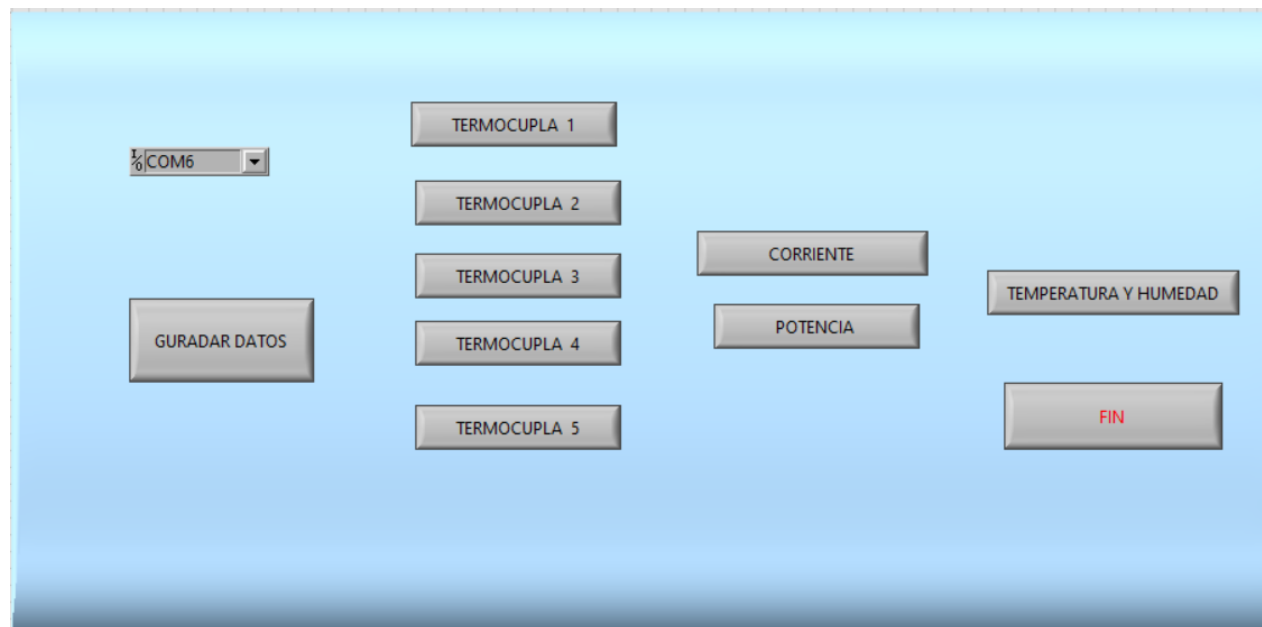 COM6
GURADAR DATOS
TERMOCUPLA 1
TERMOCUPLA 2
TERMOCUPLA 3
TERMOCUPLA 4
TERMOCUPLA 5
CORRIENTE
POTENCIA
TEMPERATURA Y HUMEDAD
FIN